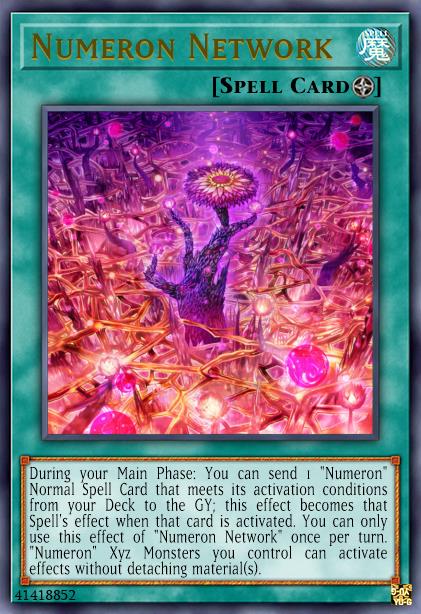 Numeron Network
SPELL
魔
[Spell Card]
During your Main Phase: You can send 1 "Numeron"
Normal Spell Card that meets its activation conditions
from your Deck to the GY; this effect becomes that
Spell's effect when that card is activated. You can only
use this effect of "Numeron Network" once per turn.
"Numeron" Xyz Monsters you control can activate
effects without detaching material(s).
41418852